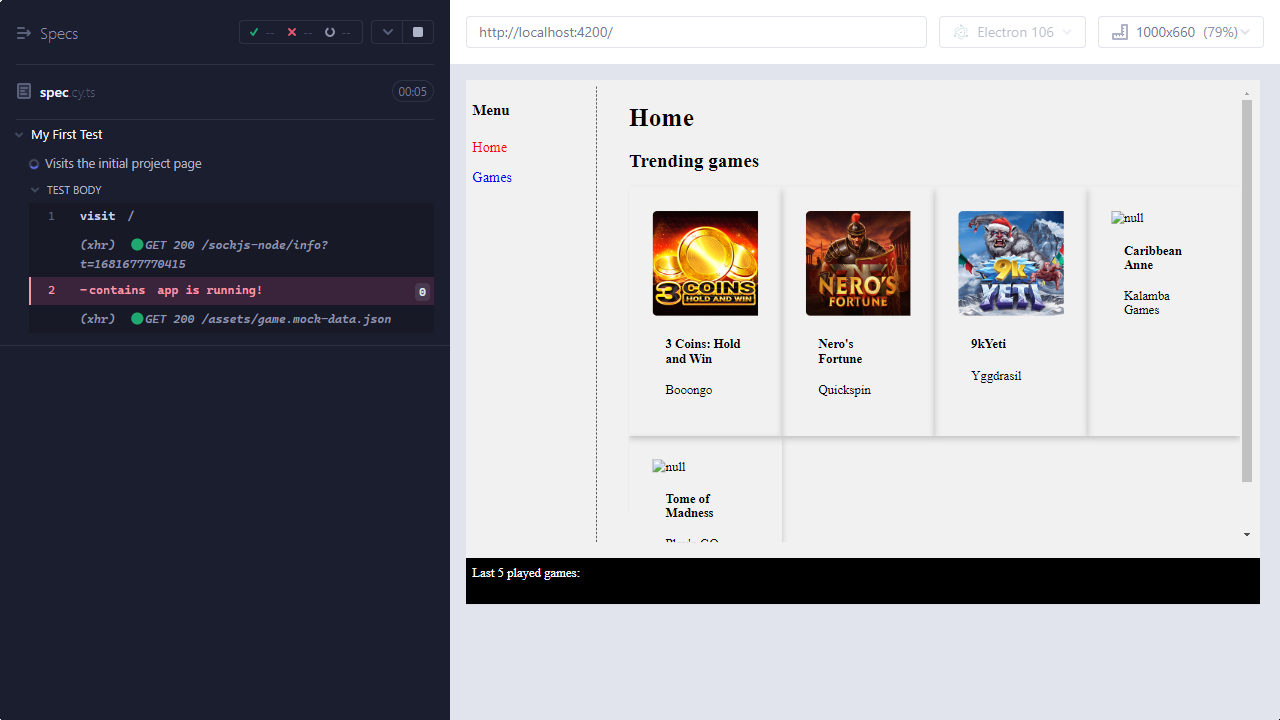 Specs
-- -- --
spec.cy.ts
00:05
My First Test
Visits the initial project page
TEST BODY
1 visit /
(xhr) GET 200 /sockjs-node/info?
t=1681677770415
2 -contains app is running! 0
(xhr) GET 200 /assets/game.mock-data.json
http://localhost:4200/
Electron 106
1000x660 (79%)
Menu
Home
Games
Home
Trending games
3 COINS
HOLD AND WIN
3 Coins: Hold
and Win
Booongo
NERO'S
FORTUNE
Nero's
Fortune
Quickspin
9K
YETI
9kYeti
Yggdrasil
null
Caribbean
Anne
Kalamba
Games
null
Tome of
Madness
Last 5 played games: